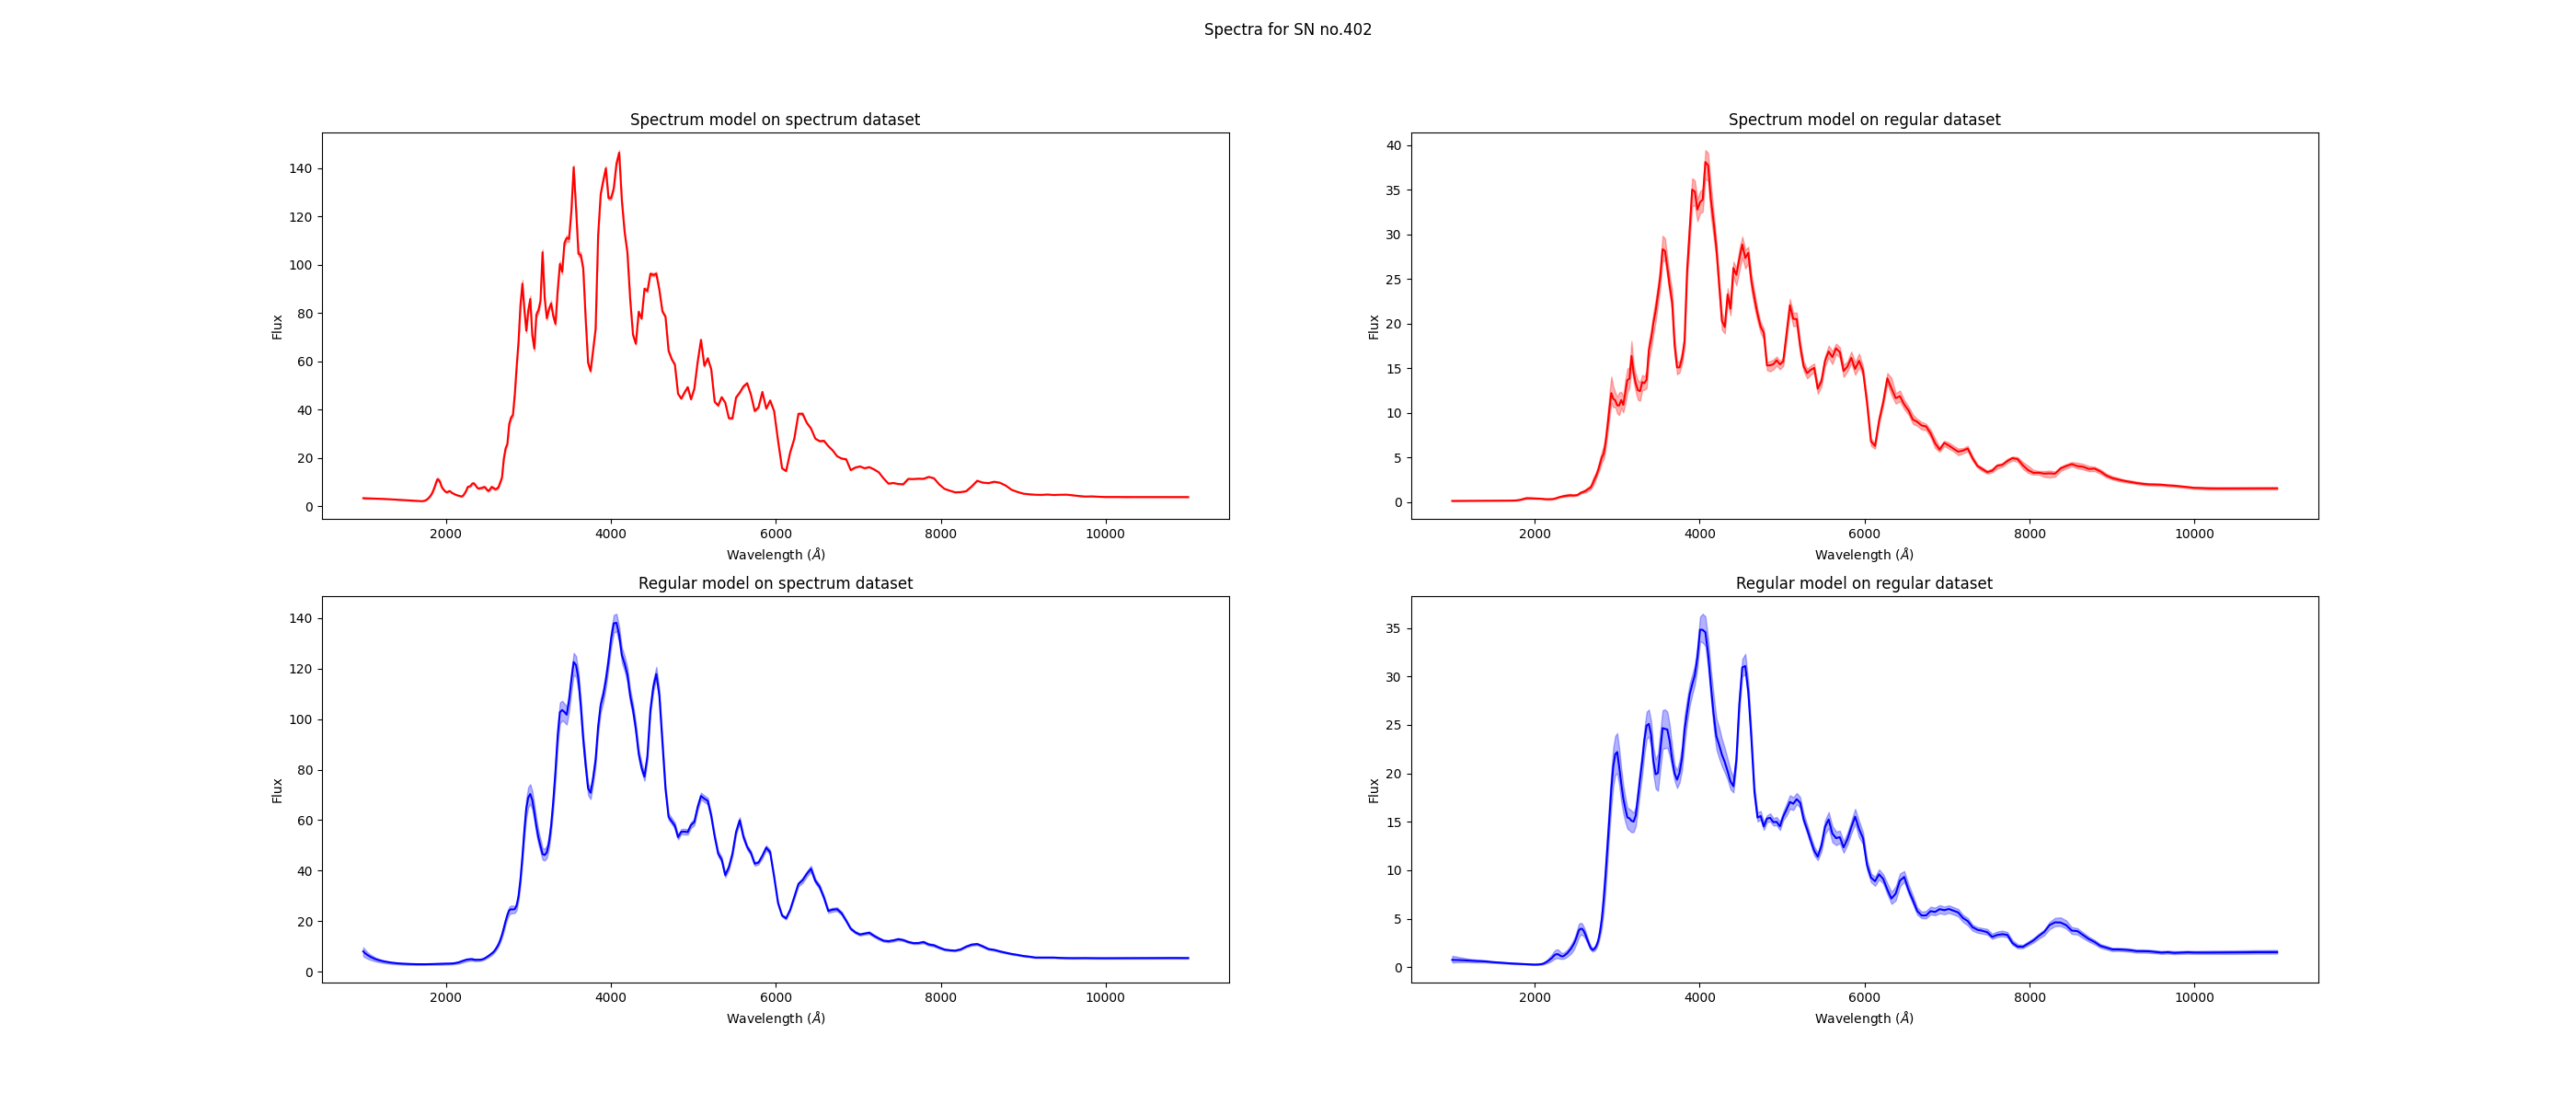 Spectra for SN no.402
Spectrum model on spectrum dataset
140
120
100
80
60
40
20
0
Flux
2000 4000 6000 8000 10000
Wavelength (Å)
Spectrum model on regular dataset
40
35
30
25
20
15
10
5
0
Flux
2000 4000 6000 8000 10000
Wavelength (Å)
Regular model on spectrum dataset
140
120
100
80
60
40
20
0
Flux
2000 4000 6000 8000 10000
Wavelength (Å)
Regular model on regular dataset
35
30
25
20
15
10
5
0
Flux
2000 4000 6000 8000 10000
Wavelength (Å)